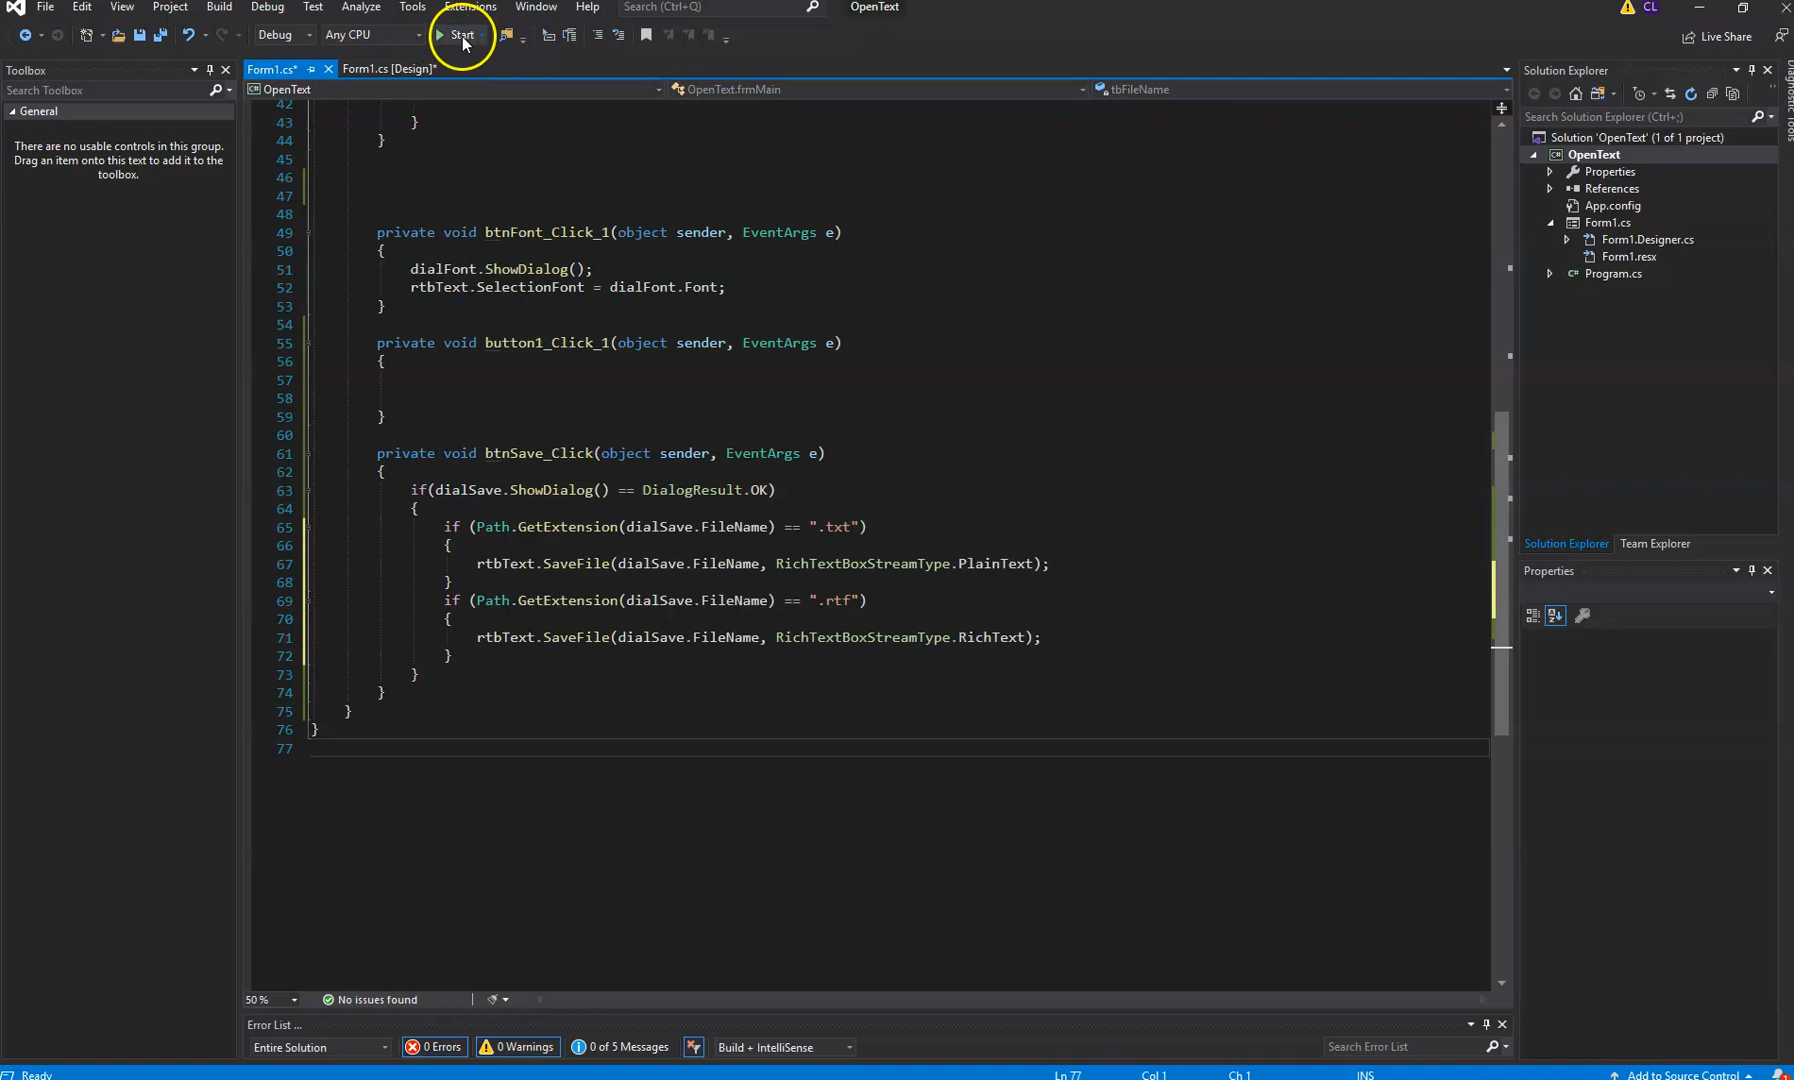 File Edit View Project Build Debug Test Analyze Tools Extensions Window Help Search (Ctrl+Q) OpenText CL
Debug Any CPU Start Live Share
Toolbox
Search Toolbox
General
There are no usable controls in this group.
Drag an item onto this text to add it to the
toolbox.
Form1.cs* Form1.cs [Design]*
OpenText OpenText.frmMain tbFileName
42
43 }
44 }
45
46
47
48
49 private void btnFont_Click_1(object sender, EventArgs e)
50 {
51 dialFont.ShowDialog();
52 rtbText.SelectionFont = dialFont.Font;
53 }
54
55 private void button1_Click_1(object sender, EventArgs e)
56 {
57
58
59 }
60
61 private void btnSave_Click(object sender, EventArgs e)
62 {
63 if(dialSave.ShowDialog() == DialogResult.OK)
64 {
65 if (Path.GetExtension(dialSave.FileName) == ".txt")
66 {
67 rtbText.SaveFile(dialSave.FileName, RichTextBoxStreamType.PlainText);
68 }
69 if (Path.GetExtension(dialSave.FileName) == ".rtf")
70 {
71 rtbText.SaveFile(dialSave.FileName, RichTextBoxStreamType.RichText);
72 }
73 }
74 }
75 }
76 }
77
50 % No issues found
Error List ...
Entire Solution 0 Errors 0 Warnings 0 of 5 Messages Build + IntelliSense Search Error List
Ready Ln 77 Col 1 Ch 1 INS Add to Source Control
Solution Explorer
Search Solution Explorer (Ctrl+;)
Solution 'OpenText' (1 of 1 project)
OpenText
Properties
References
App.config
Form1.cs
Form1.Designer.cs
Form1.resx
Program.cs
Solution Explorer Team Explorer
Properties
Diagnostic Tools